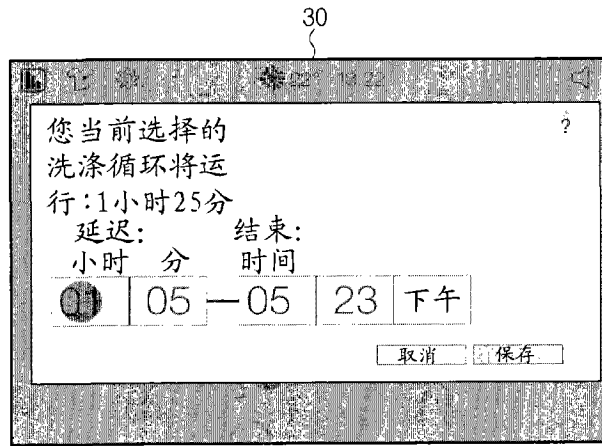 30
您当前选择的
洗涤循环将运
行:1小时25分
?
延迟: 结束:
小时 分 时间
01 05—05 23 下午
取消 保存